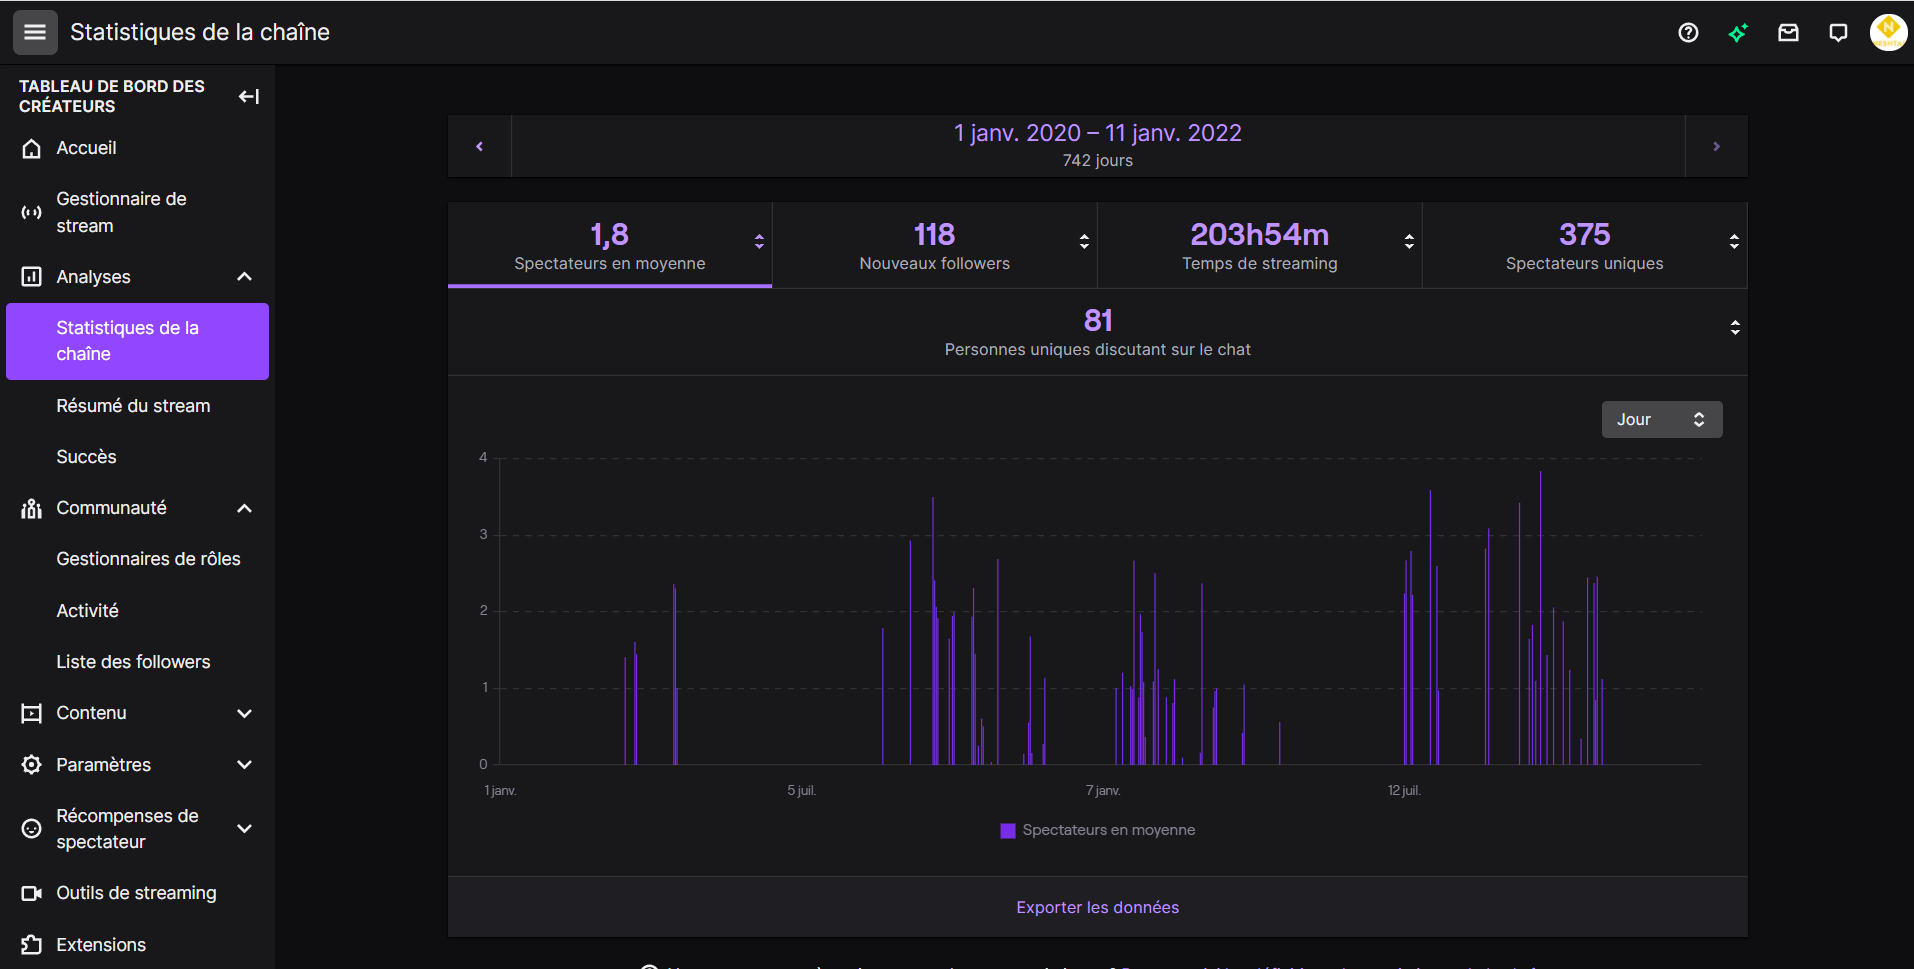 Statistiques de la chaîne
TABLEAU DE BORD DES
CRÉATEURS
Accueil
Gestionnaire de
stream
Analyses
Statistiques de la
chaîne
Résumé du stream
Succès
Communauté
Gestionnaires de rôles
Activité
Liste des followers
Contenu
Paramètres
Récompenses de
spectateur
Outils de streaming
Extensions
1 janv. 2020 – 11 janv. 2022
742 jours
1,8
Spectateurs en moyenne
118
Nouveaux followers
203h54m
Temps de streaming
375
Spectateurs uniques
81
Personnes uniques discutant sur le chat
Jour
4
3
2
1
0
1 janv.
5 juil.
7 janv.
12 juil.
Spectateurs en moyenne
Exporter les données